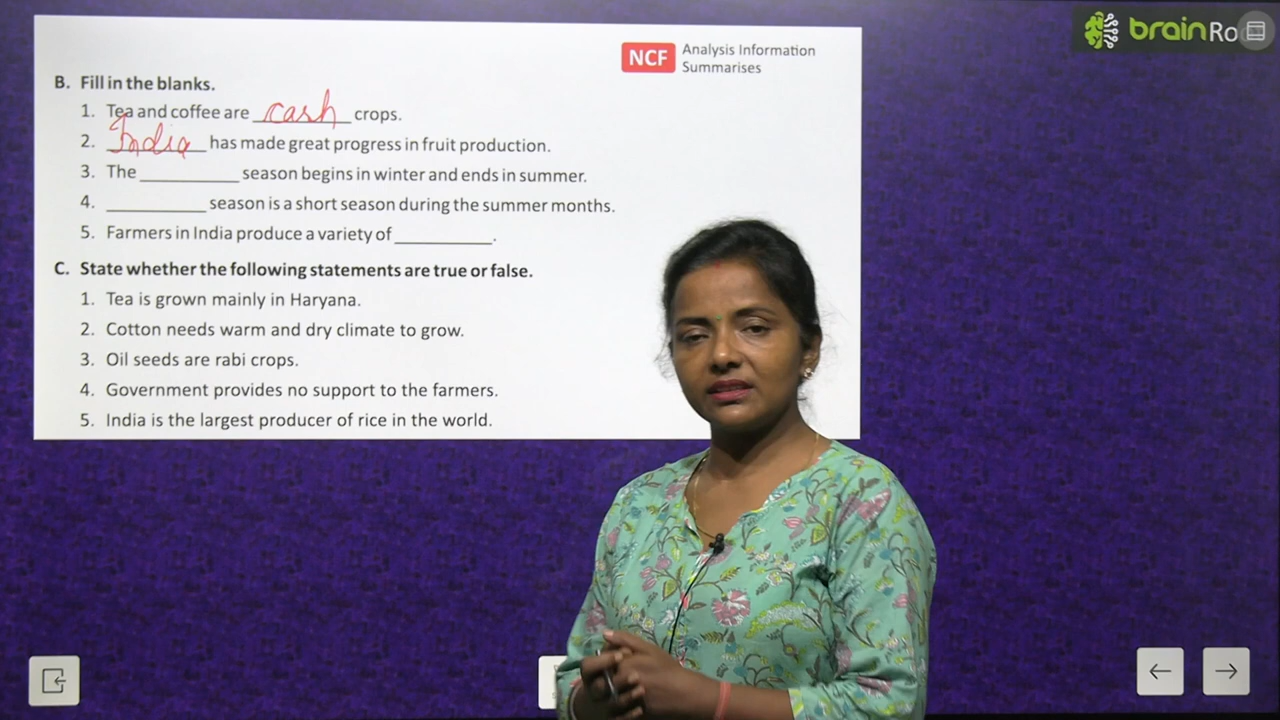 brainRo
NCF Analysis Information
Summarises
B. Fill in the blanks.
1. Tea and coffee are cash crops.
2. India has made great progress in fruit production.
3. The __________ season begins in winter and ends in summer.
4. __________ season is a short season during the summer months.
5. Farmers in India produce a variety of __________.
C. State whether the following statements are true or false.
1. Tea is grown mainly in Haryana.
2. Cotton needs warm and dry climate to grow.
3. Oil seeds are rabi crops.
4. Government provides no support to the farmers.
5. India is the largest producer of rice in the world.